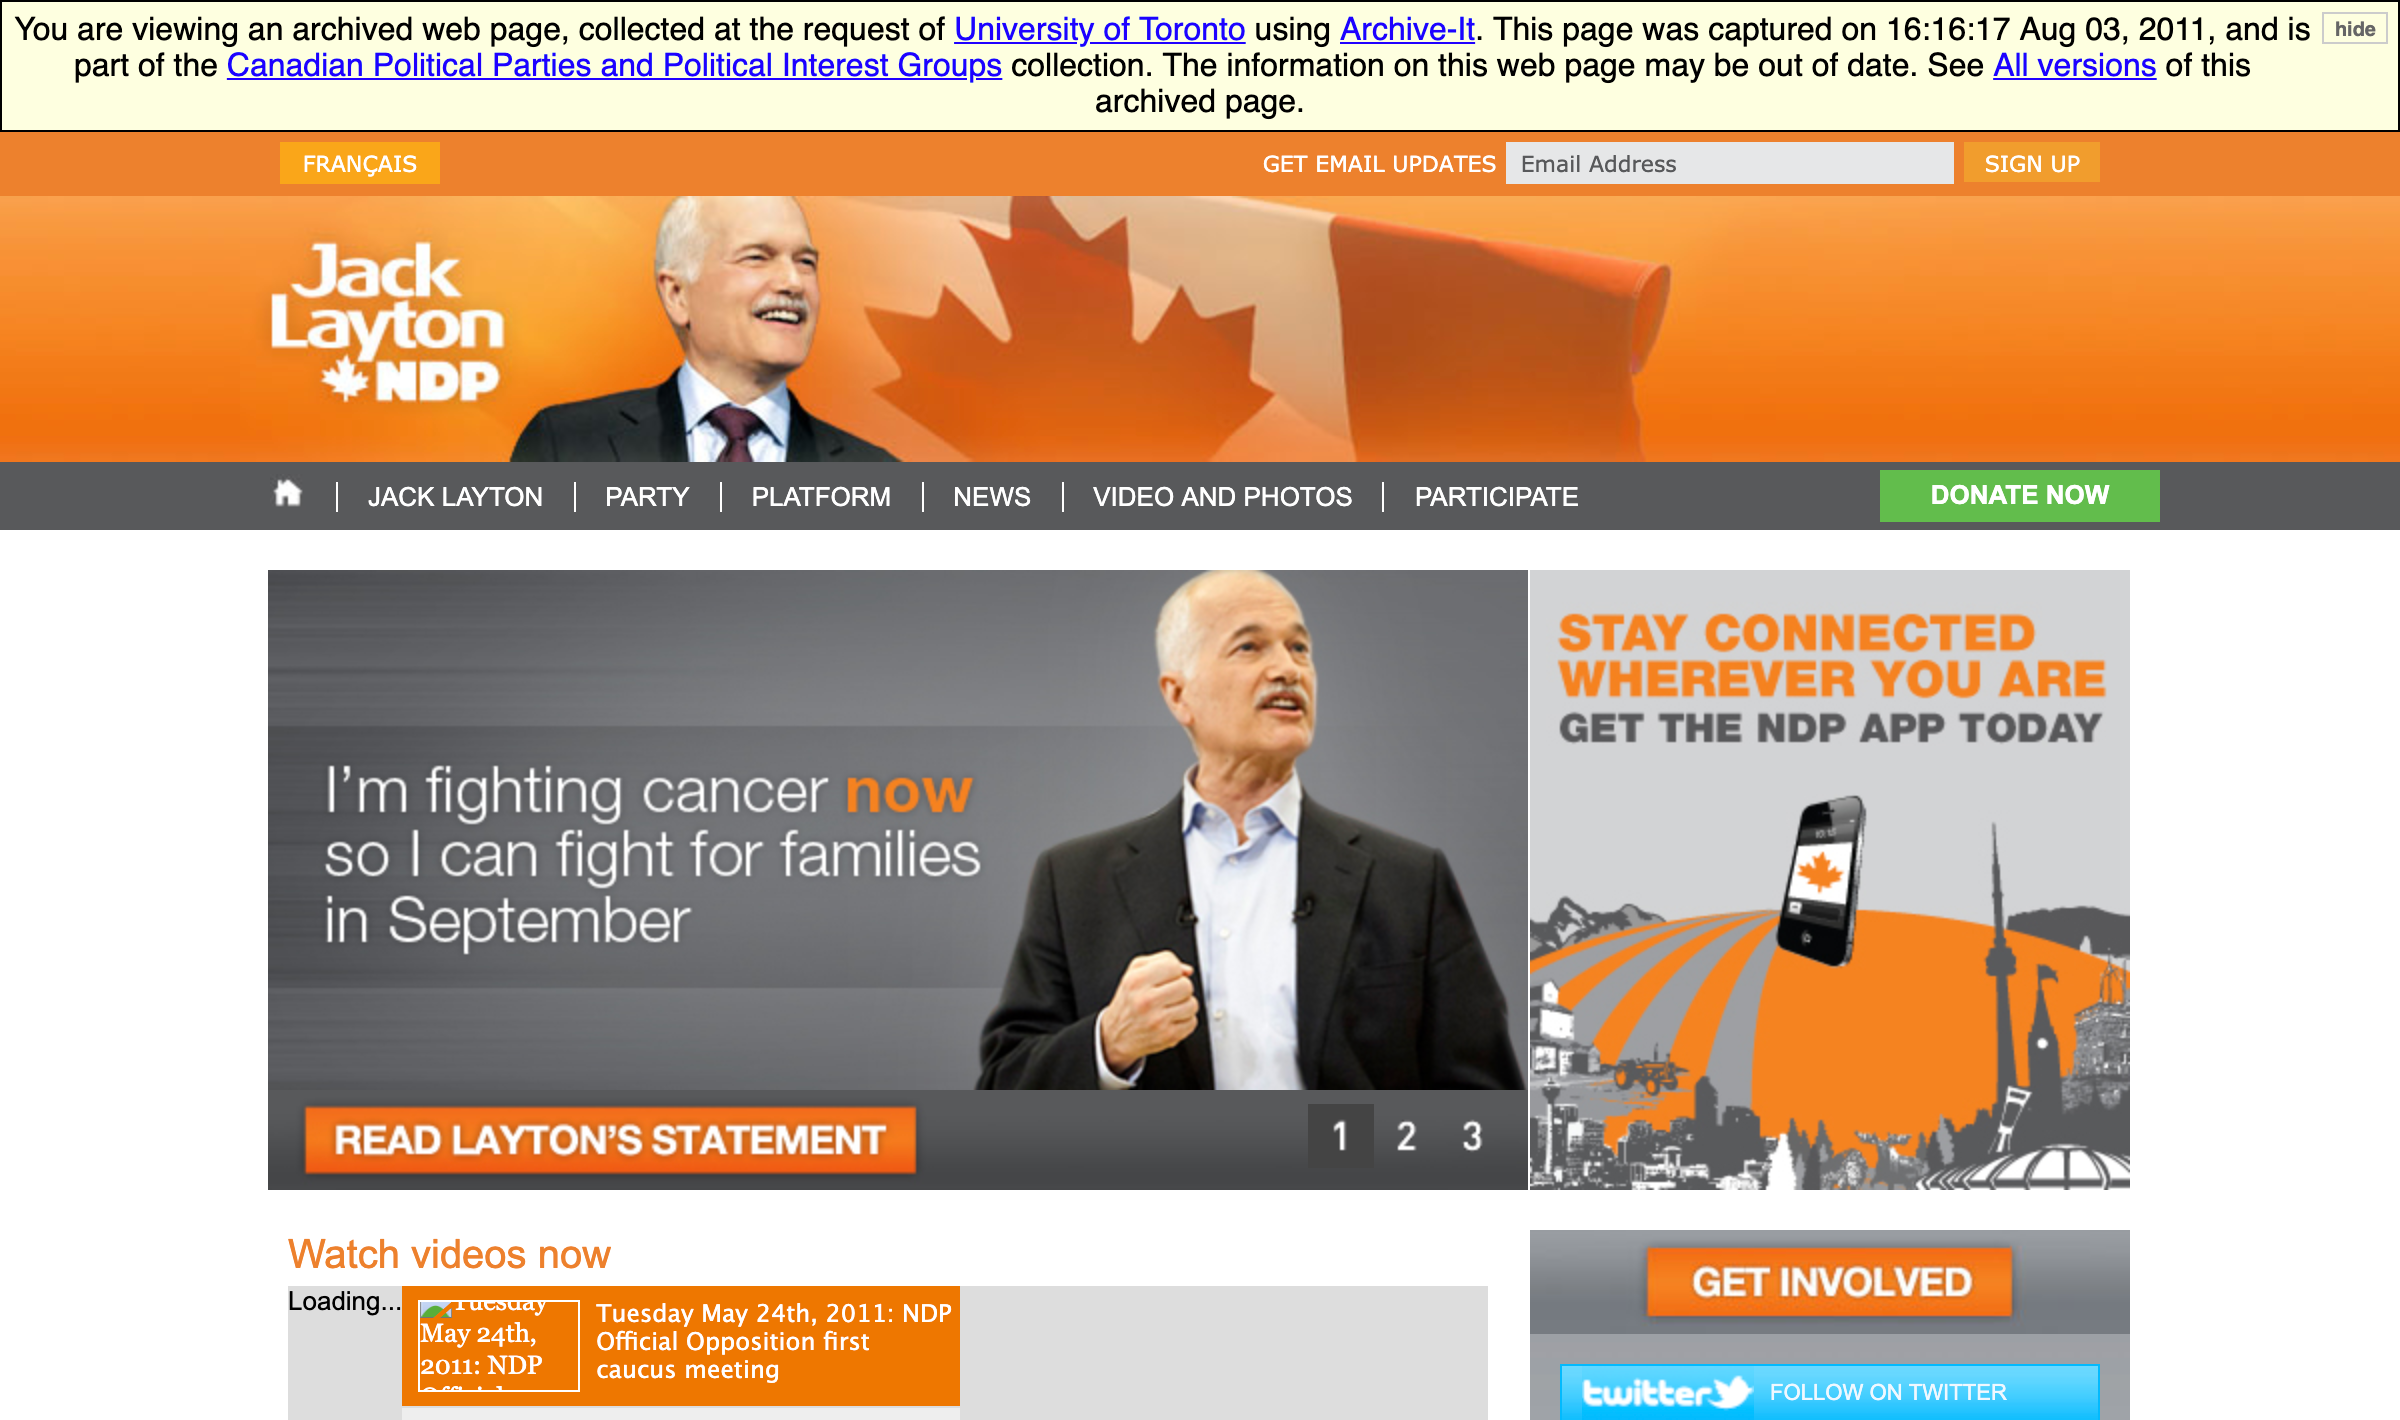 You are viewing an archived web page, collected at the request of University of Toronto using Archive-It. This page was captured on 16:16:17 Aug 03, 2011, and is
hide
part of the Canadian Political Parties and Political Interest Groups collection. The information on this web page may be out of date. See All versions of this
archived page.
FRANÇAIS
GET EMAIL UPDATES
Email Address
SIGN UP
Jack
Layton
NDP
JACK LAYTON
PARTY
PLATFORM
NEWS
VIDEO AND PHOTOS
PARTICIPATE
DONATE NOW
I'm fighting cancer now
so I can fight for families
in September
READ LAYTON'S STATEMENT
1 2 3
STAY CONNECTED
WHEREVER YOU ARE
GET THE NDP APP TODAY
Watch videos now
Loading...
Tuesday
May 24th,
2011: NDP
Tuesday May 24th, 2011: NDP
Official Opposition first
caucus meeting
GET INVOLVED
twitter
FOLLOW ON TWITTER